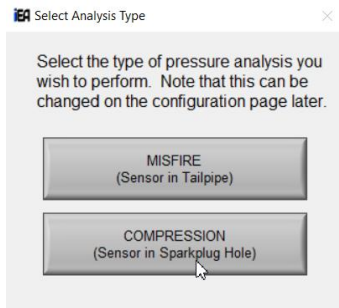 iEA Select Analysis Type
Select the type of pressure analysis you
wish to perform. Note that this can be
changed on the configuration page later.
MISFIRE
(Sensor in Tailpipe)
COMPRESSION
(Sensor in Sparkplug Hole)